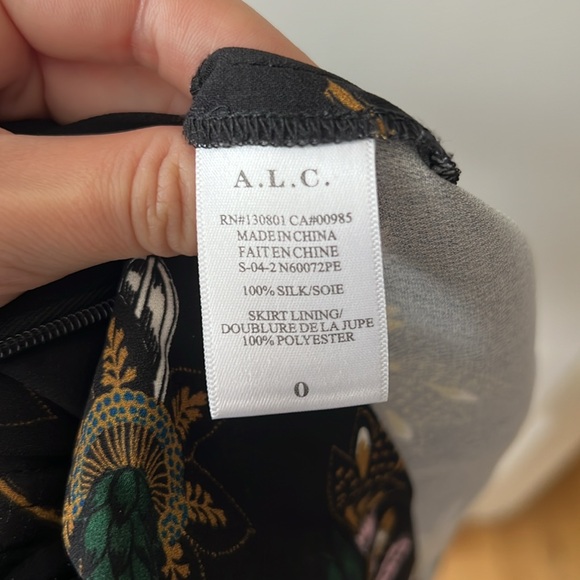 A.L.C.
RN#130801 CA#00985
MADE IN CHINA
FAIT EN CHINE
S-04-2 N60072PE
100% SILK/SOIE
SKIRT LINING/
DOUBLURE DE LA JUPE
100% POLYESTER
0